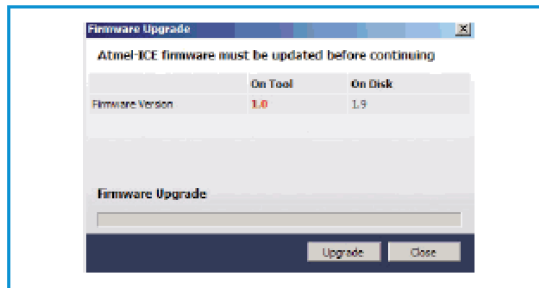 Firmware Upgrade
Atmel-ICE firmware must be updated before continuing
On Tool On Disk
Firmware Version 1.0 1.9
Firmware Upgrade
Upgrade Close